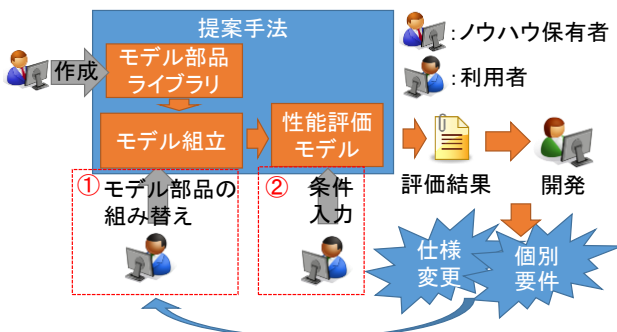 提案手法
:ノウハウ保有者
:利用者
作成
モデル部品
ライブラリ
モデル組立
性能評価
モデル
評価結果
開発
① モデル部品の
組み替え
② 条件
入力
仕様
変更
個別
要件